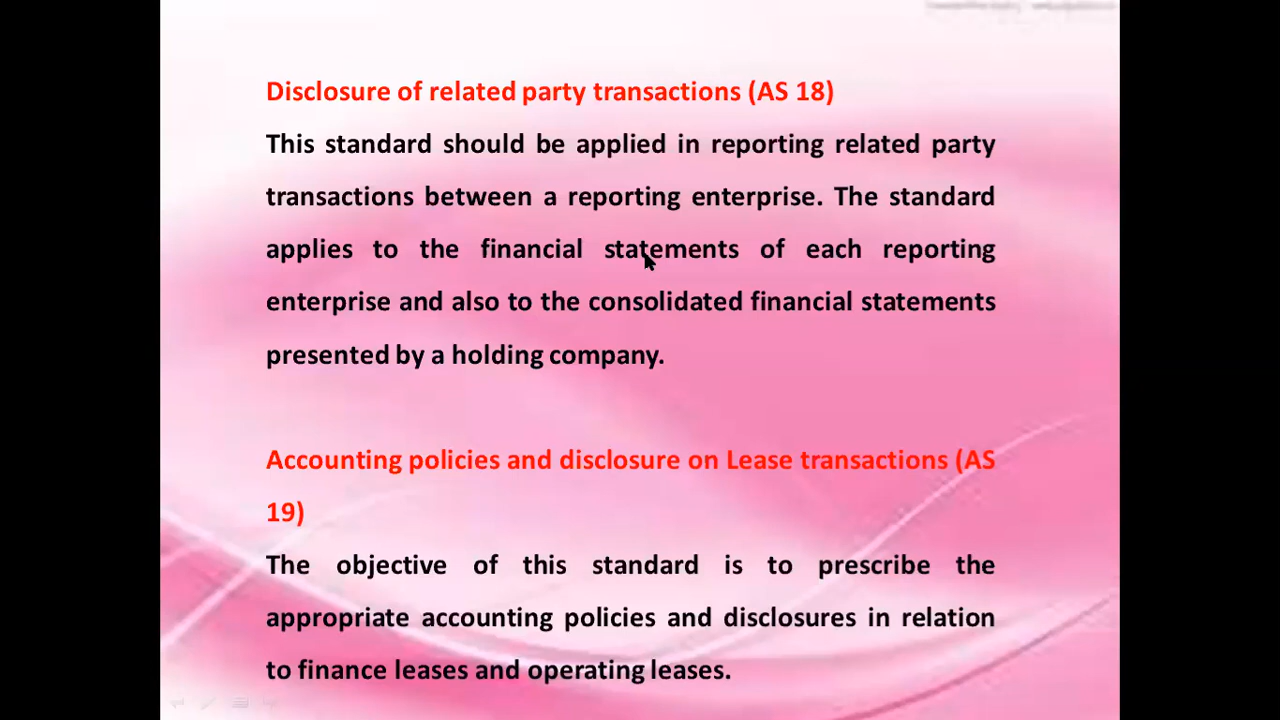 Disclosure of related party transactions (AS 18)
This standard should be applied in reporting related party
transactions between a reporting enterprise. The standard
applies to the financial statements of each reporting
enterprise and also to the consolidated financial statements
presented by a holding company.
Accounting policies and disclosure on Lease transactions (AS
19)
The objective of this standard is to prescribe the
appropriate accounting policies and disclosures in relation
to finance leases and operating leases.